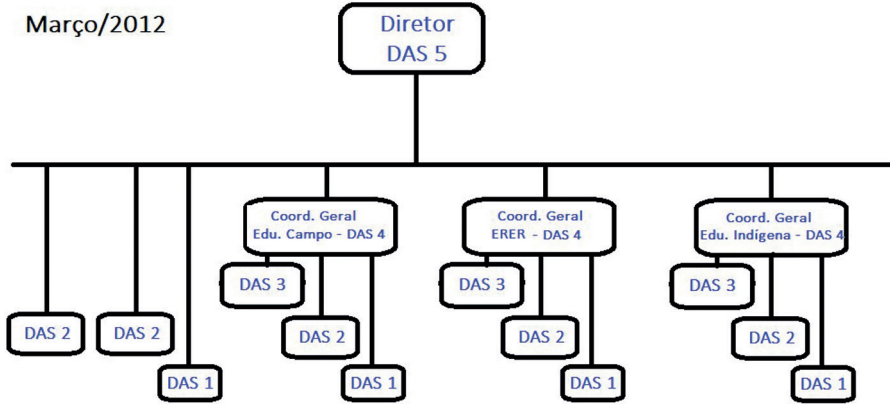 Março/2012
Diretor
DAS 5
Coord. Geral
Edu. Campo - DAS 4
Coord. Geral
ERER - DAS 4
Coord. Geral
Edu. Indígena - DAS 4
DAS 3
DAS 3
DAS 3
DAS 2
DAS 2
DAS 2
DAS 2
DAS 2
DAS 1
DAS 1
DAS 1
DAS 1